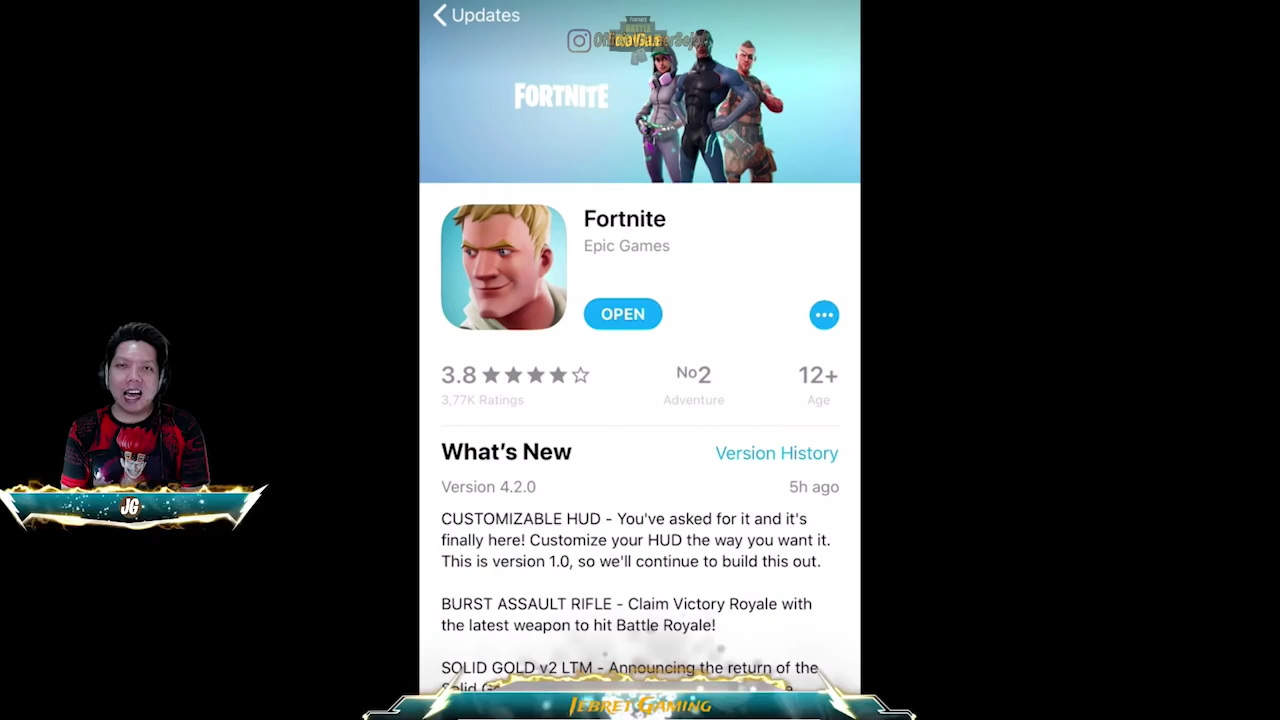 Updates
FORTNITE
Fortnite
Epic Games
OPEN
3.8
No2
12+
3,77K Ratings
Adventure
Age
What's New
Version History
Version 4.2.0
5h ago
CUSTOMIZABLE HUD - You've asked for it and it's
finally here! Customize your HUD the way you want it.
This is version 1.0, so we'll continue to build this out.
BURST ASSAULT RIFLE - Claim Victory Royale with
the latest weapon to hit Battle Royale!
SOLID GOLD v2 LTM - Announcing the return of the
JG
JEBRET GAMING